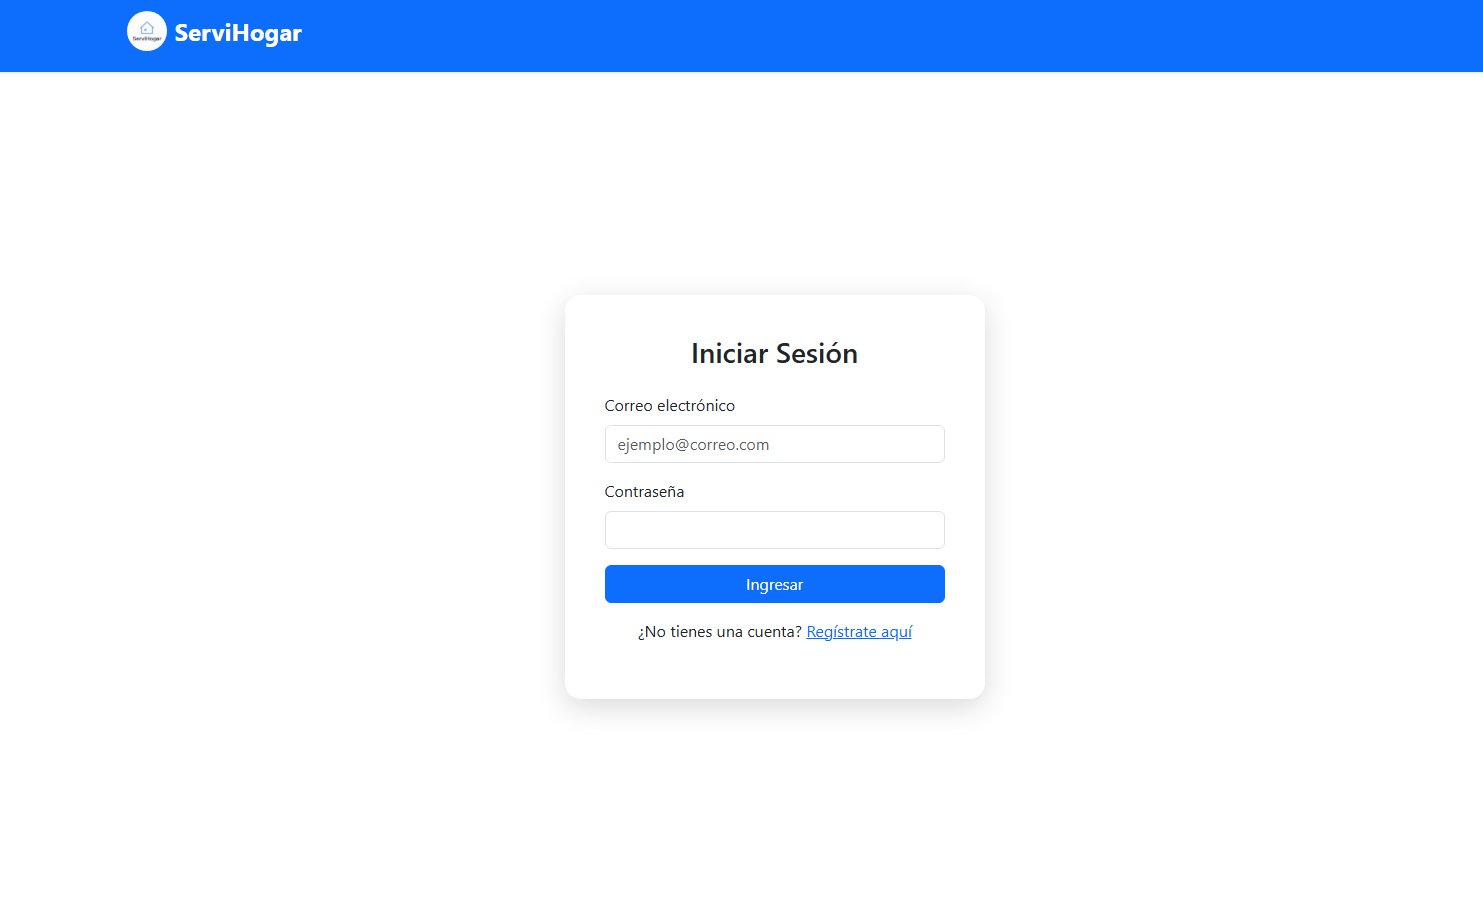 ServiHogar
ServiHogar
Iniciar Sesión
Correo electrónico
ejemplo@correo.com
Contraseña
Ingresar
¿No tienes una cuenta? Regístrate aquí